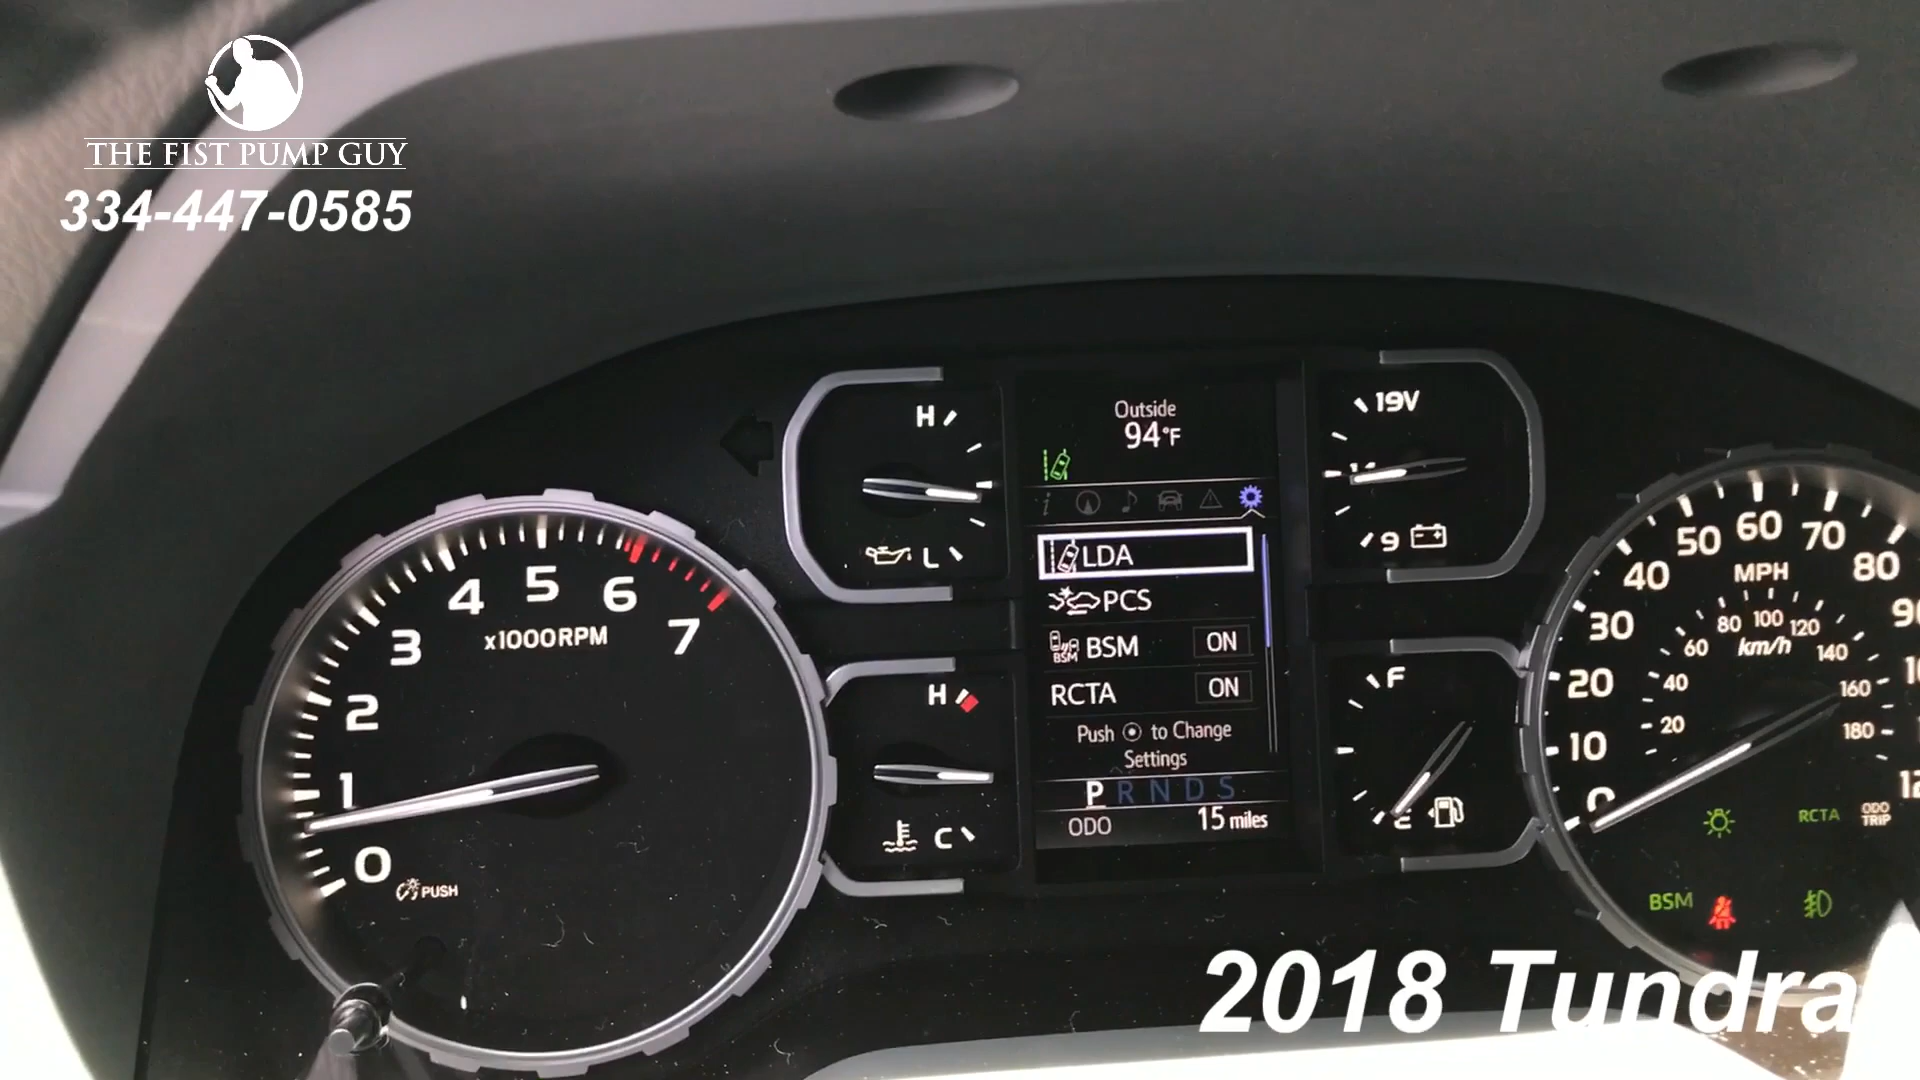 THE FIST PUMP GUY
334-447-0585
Outside
94°F
LDA
PCS
BSM ON
RCTA ON
Push to Change
Settings
P R N D S
ODO 15 miles
H
L
H
C
19V
9
F
E
0 1 2 3 4 5 6 7
x1000RPM
PUSH
0 10 20 30 40 50 60 70 80
MPH
20 40 60 80 100 120 140 160 180
km/h
RCTA
ODO
TRIP
BSM
2018 Tundra